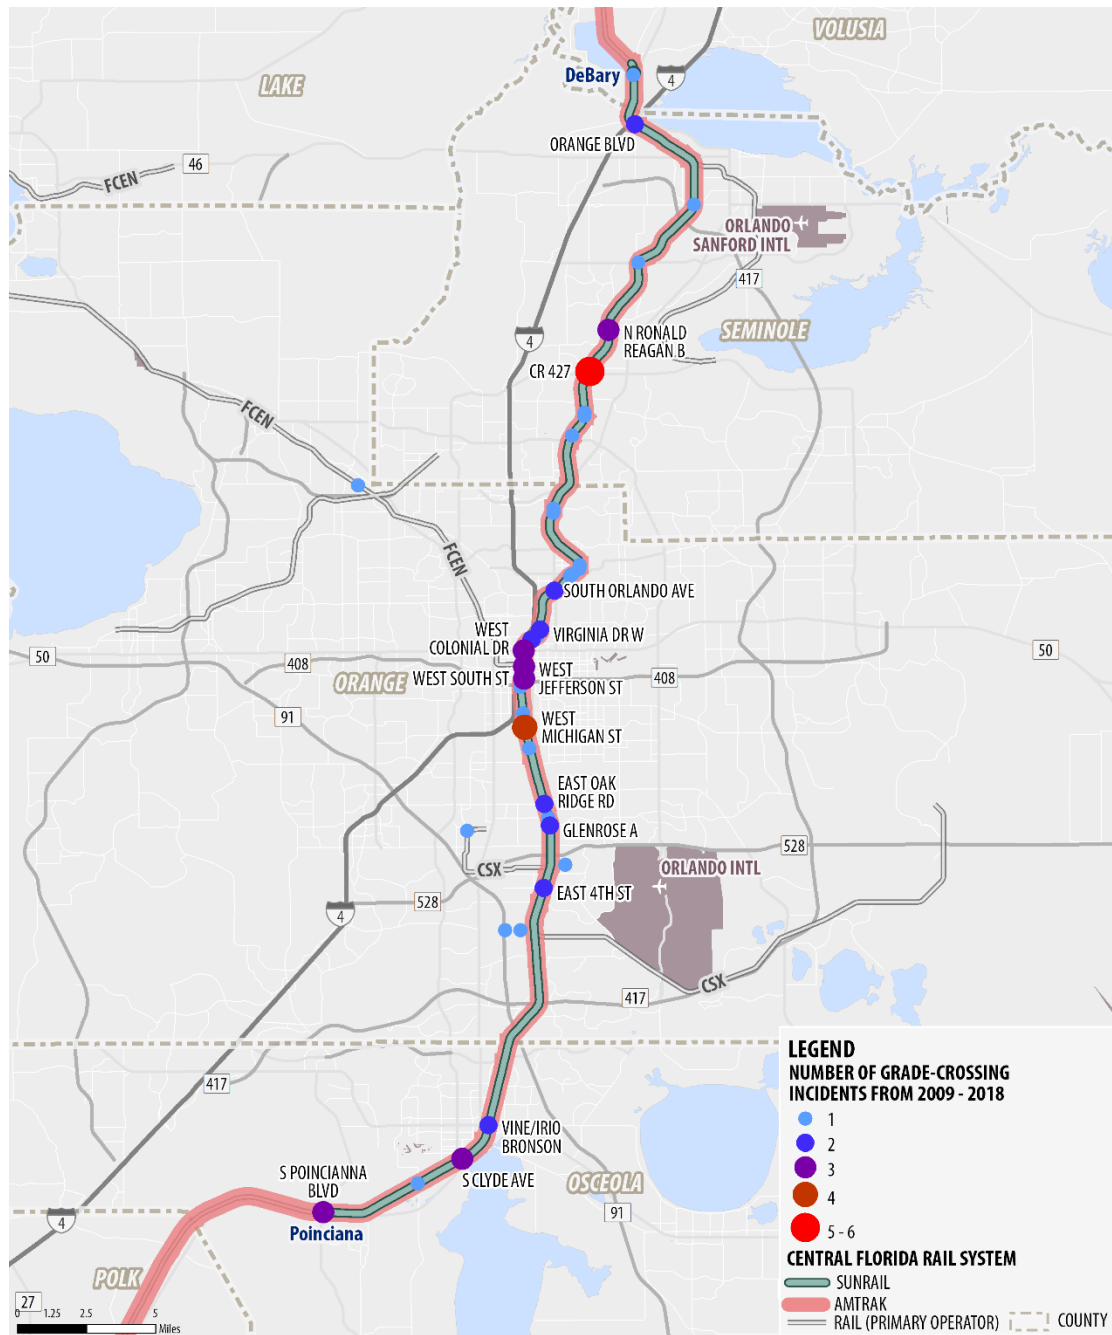 VOLUSIA
DeBary
4
LAKE
ORANGE BLVD
46
FCEN
ORLANDO
SANFORD INTL
417
SEMINOLE
4
N RONALD
REAGAN B
CR 427
FCEN
FCEN
SOUTH ORLANDO AVE
WEST
COLONIAL DR
VIRGINIA DR W
50
408
WEST SOUTH ST
WEST
JEFFERSON ST
408
50
ORANGE
91
WEST
MICHIGAN ST
EAST OAK
RIDGE RD
GLENROSE A
528
CSX
ORLANDO INTL
528
EAST 4TH ST
4
CSX
417
417
VINE/IRIO
BRONSON
S POINCIANNA
BLVD
S CLYDE AVE
OSCEOLA
91
4
Poinciana
POLK
27
0 1.25 2.5 5
Miles
LEGEND
NUMBER OF GRADE-CROSSING
INCIDENTS FROM 2009 - 2018
1
2
3
4
5 - 6
CENTRAL FLORIDA RAIL SYSTEM
SUNRAIL
AMTRAK
RAIL (PRIMARY OPERATOR)
COUNTY